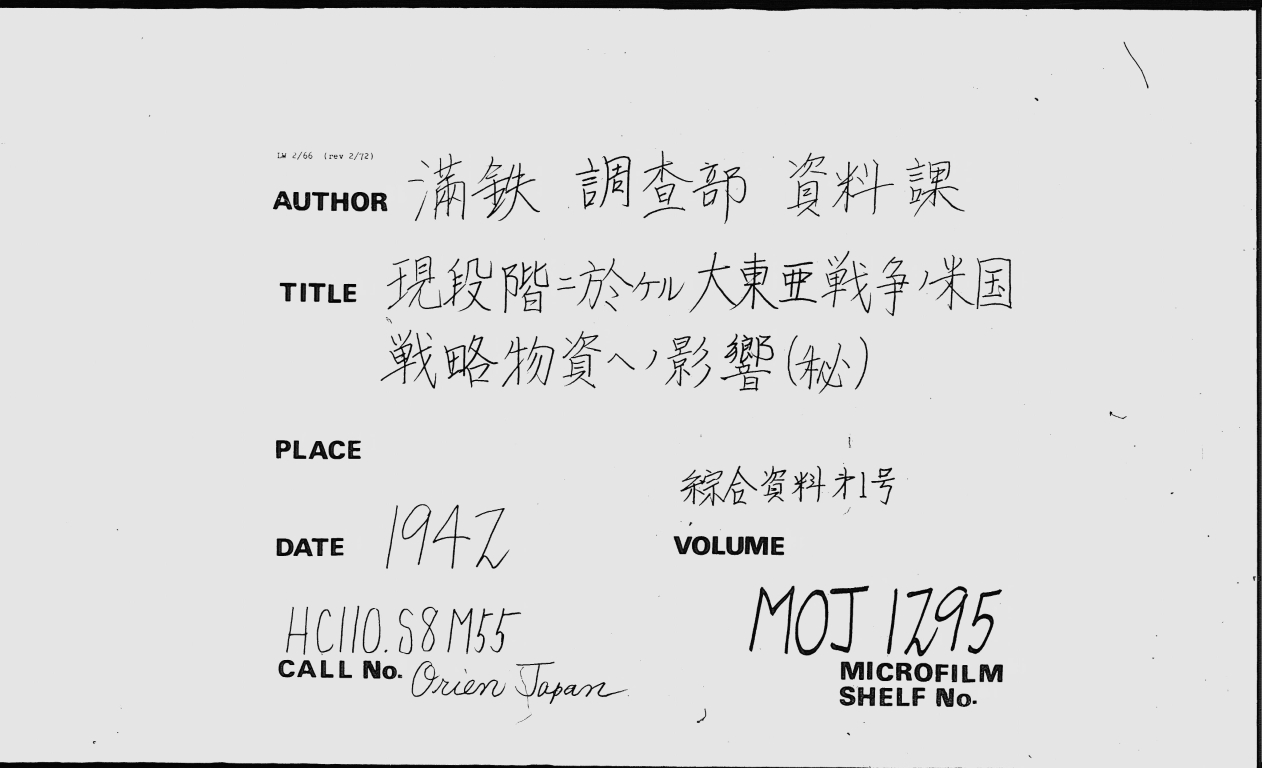 LW 2/66 (rev 2/72)
AUTHOR 満鉄 調査部 資料課
TITLE 現段階ニ於ケル大東亜戦争ノ米国
戦略物資ヘノ影響(秘)
PLACE
綜合資料オ1号
DATE 1942
VOLUME
HC110.S8M55
CALL No. Orien Japan
MOJ 1295
MICROFILM
SHELF No.